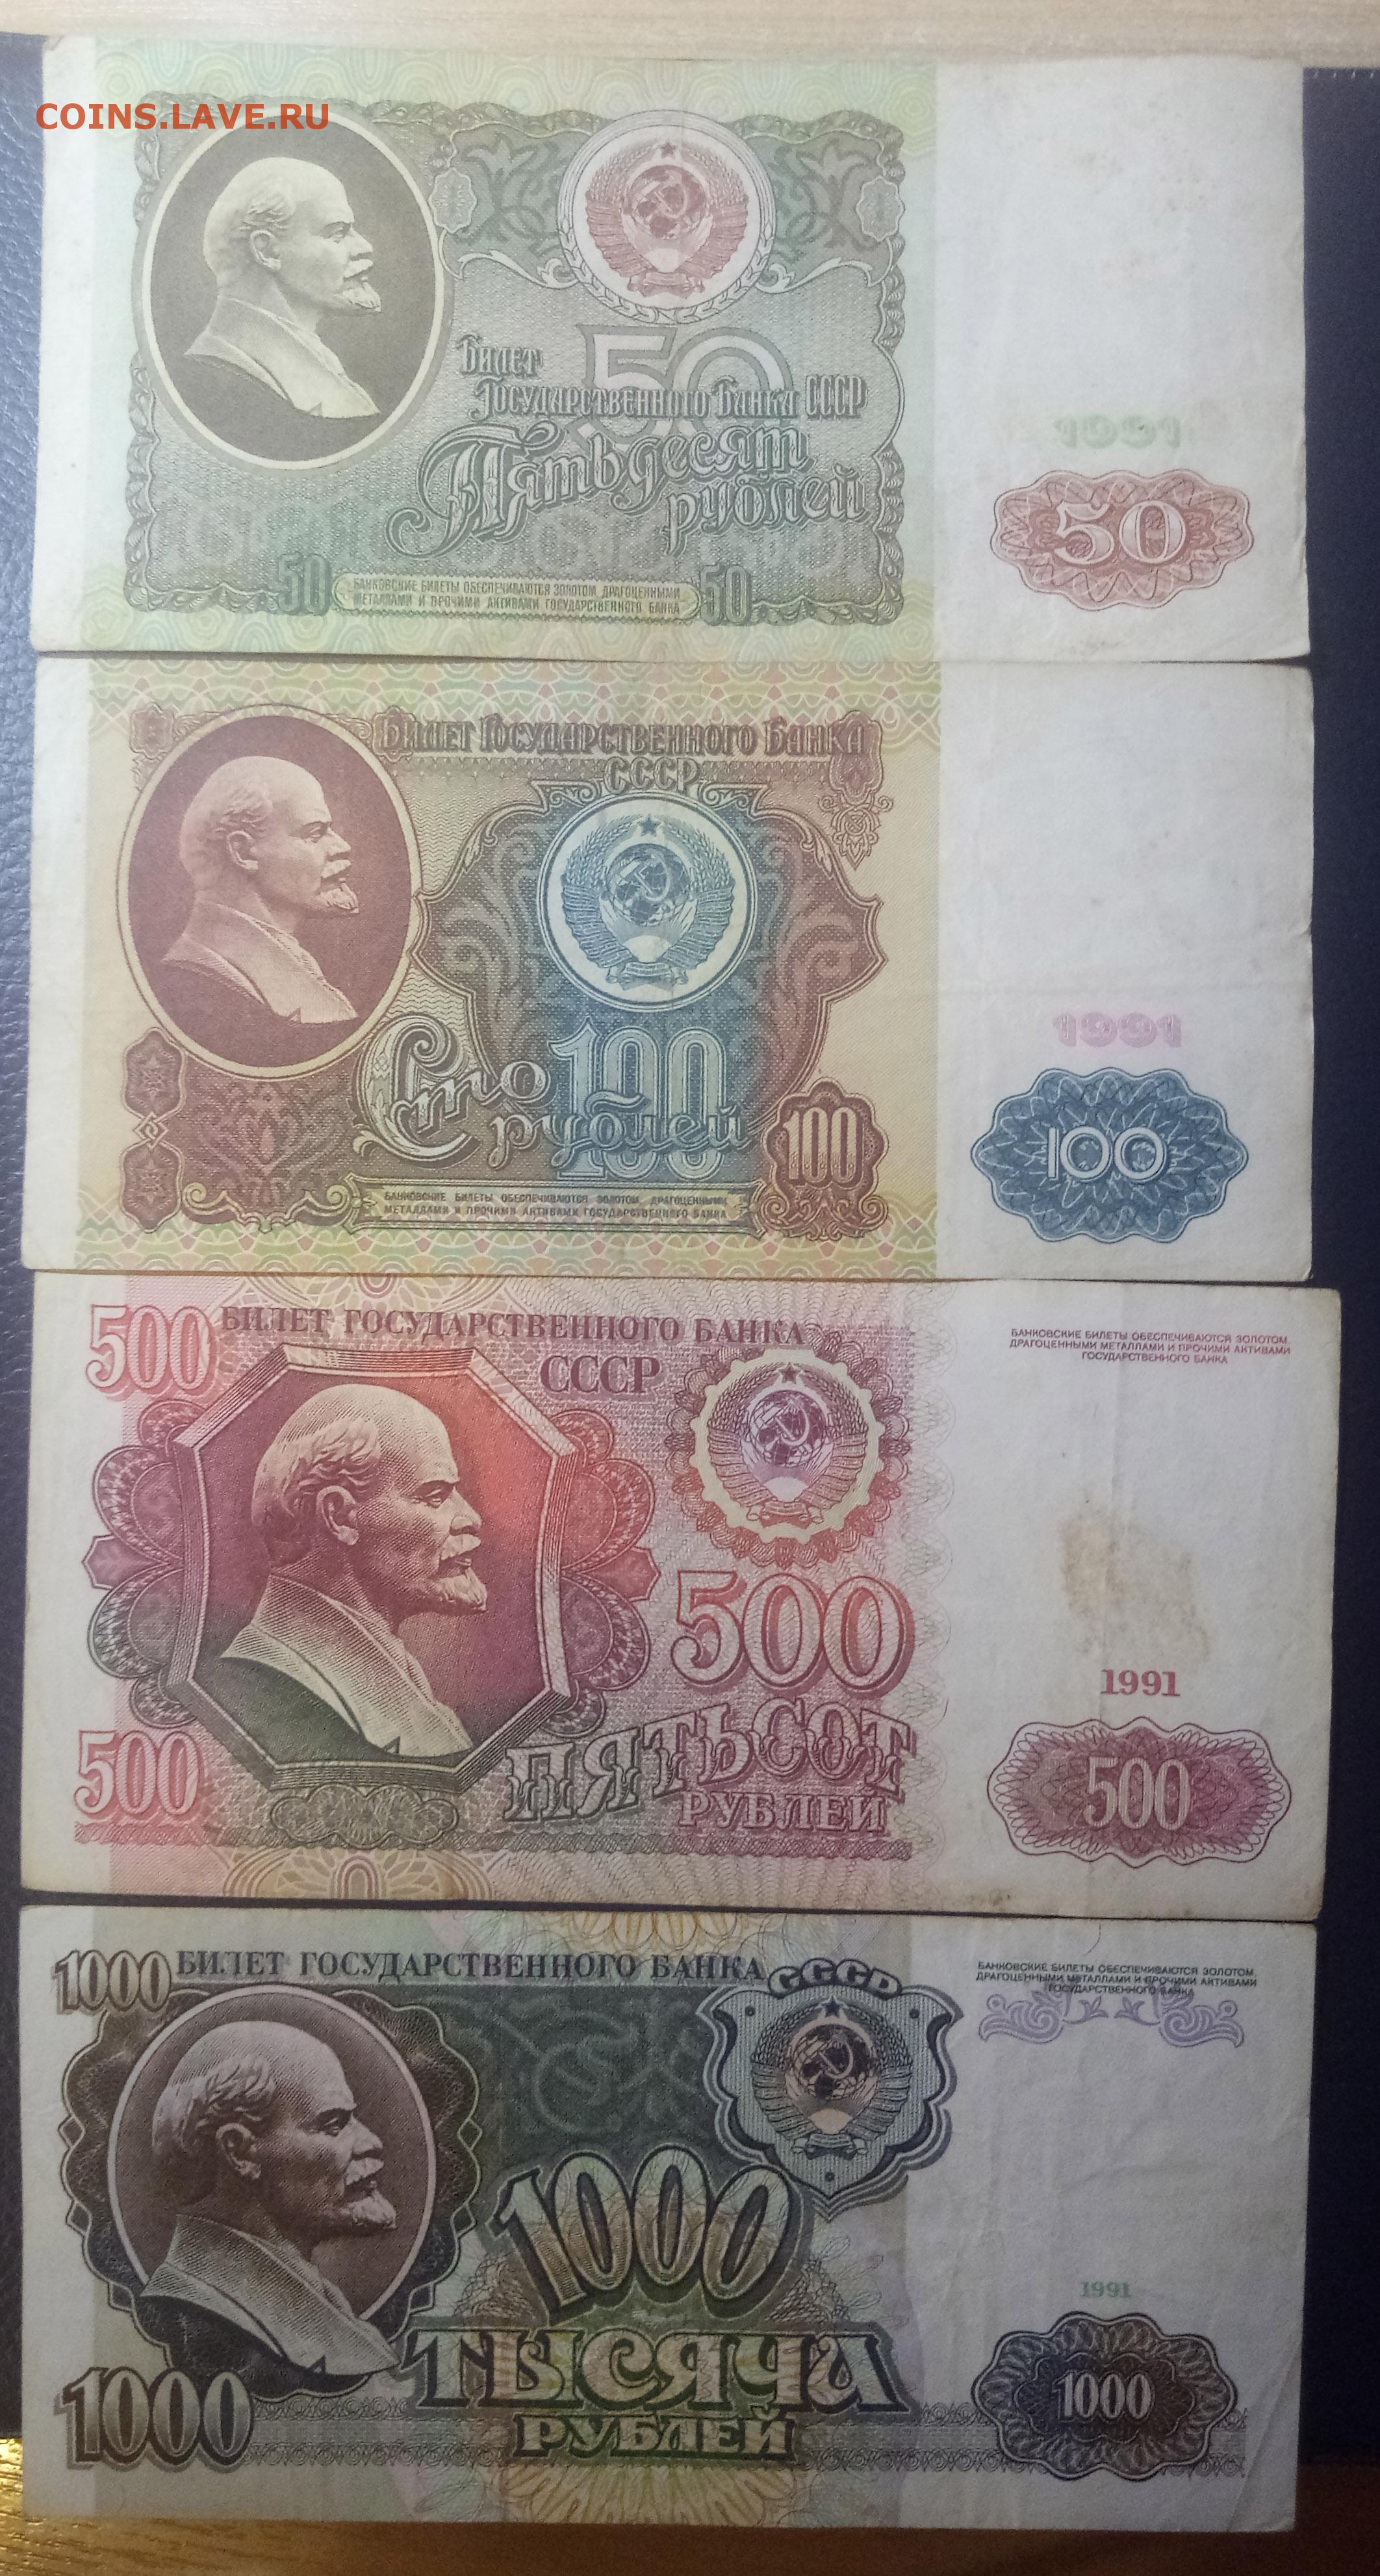 COINS.LAVE.RU
Билет
Государственного Банка СССР
50
Пятьдесят
рублей
1991
50
50
БАНКОВСКИЕ БИЛЕТЫ ОБЕСПЕЧИВАЮТСЯ ЗОЛОТОМ, ДРАГОЦЕННЫМИ
МЕТАЛЛАМИ И ПРОЧИМИ АКТИВАМИ ГОСУДАРСТВЕННОГО БАНКА
50
Билет Государственного Банка
СССР
1991
100
Сто
рублей
100
100
БАНКОВСКИЕ БИЛЕТЫ ОБЕСПЕЧИВАЮТСЯ ЗОЛОТОМ, ДРАГОЦЕННЫМИ
МЕТАЛЛАМИ И ПРОЧИМИ АКТИВАМИ ГОСУДАРСТВЕННОГО БАНКА
500
БИЛЕТ ГОСУДАРСТВЕННОГО БАНКА
СССР
БАНКОВСКИЕ БИЛЕТЫ ОБЕСПЕЧИВАЮТСЯ ЗОЛОТОМ,
ДРАГОЦЕННЫМИ МЕТАЛЛАМИ И ПРОЧИМИ АКТИВАМИ
ГОСУДАРСТВЕННОГО БАНКА
500
1991
500
ПЯТЬСОТ
РУБЛЕЙ
500
1000
БИЛЕТ ГОСУДАРСТВЕННОГО БАНКА
СССР
БАНКОВСКИЕ БИЛЕТЫ ОБЕСПЕЧИВАЮТСЯ ЗОЛОТОМ,
ДРАГОЦЕННЫМИ МЕТАЛЛАМИ И ПРОЧИМИ АКТИВАМИ
ГОСУДАРСТВЕННОГО БАНКА
1000
1991
1000
ТЫСЯЧА
РУБЛЕЙ
1000